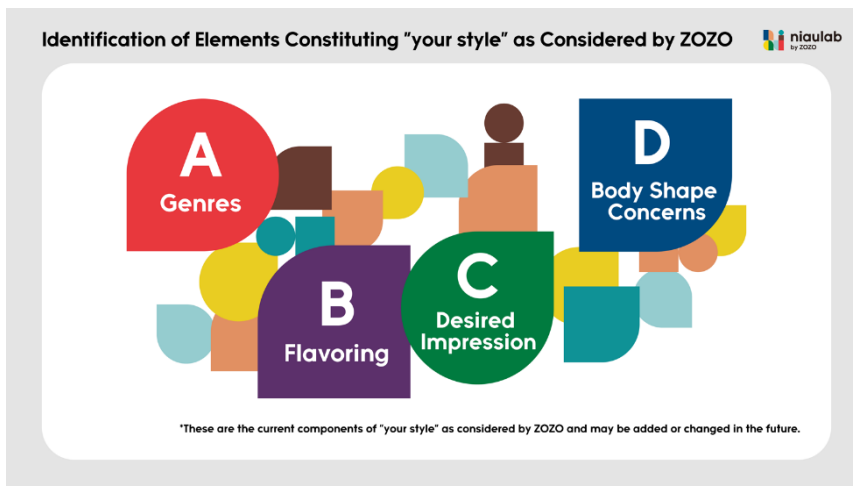 Identification of Elements Constituting "your style" as Considered by ZOZO
niaulab
by ZOZO
A
Genres
B
Flavoring
C
Desired
Impression
D
Body Shape
Concerns
*These are the current components of "your style" as considered by ZOZO and may be added or changed in the future.